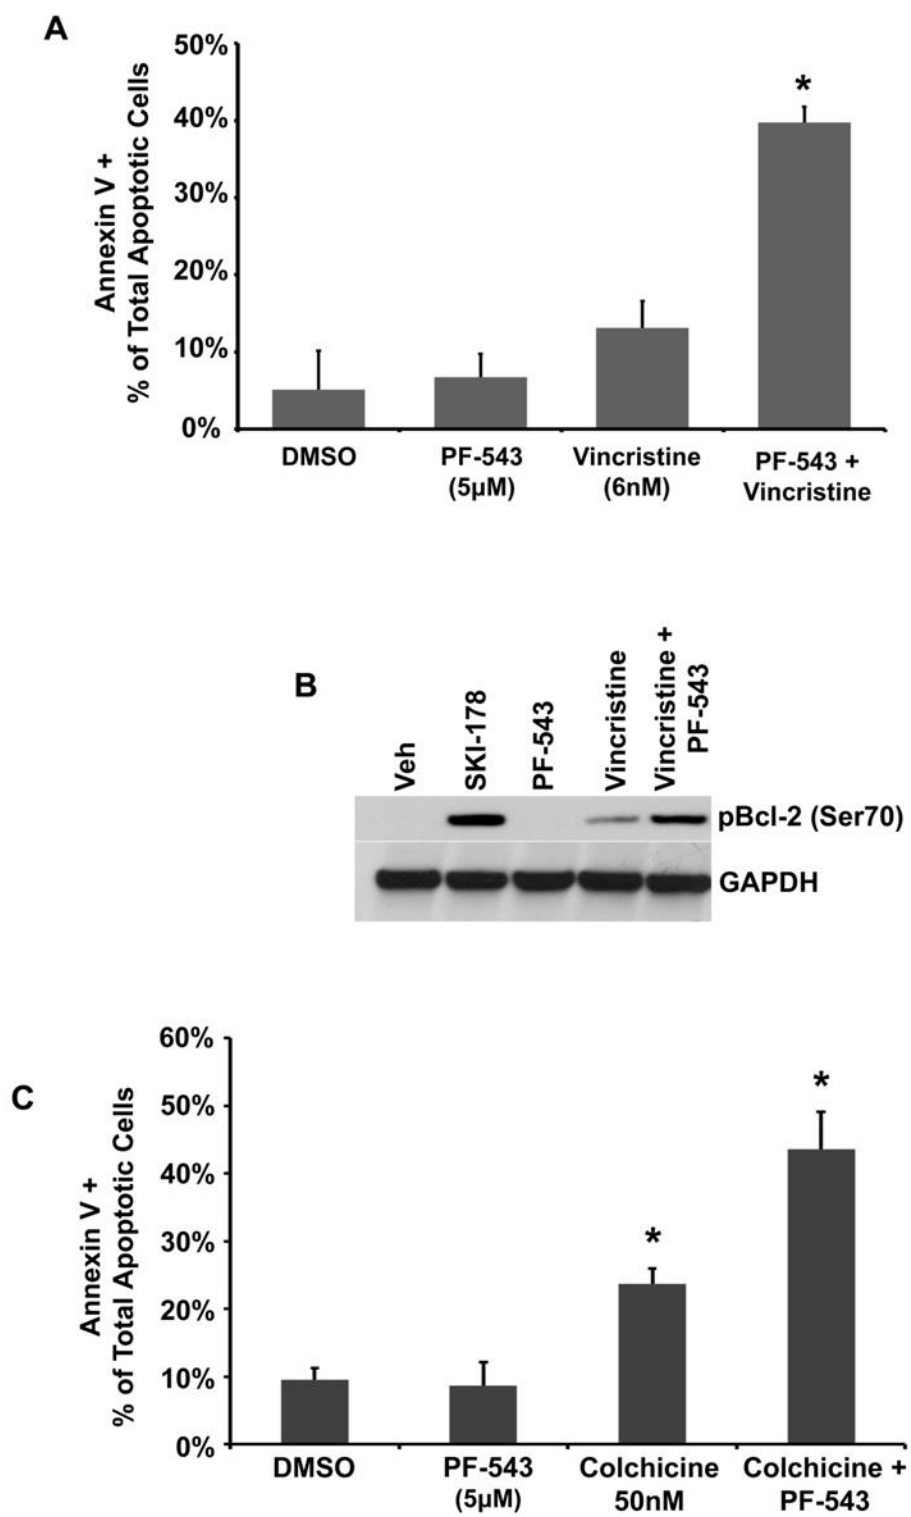 A
50%
40%
30%
20%
10%
0%
Annexin V +
% of Total Apoptotic Cells
*
DMSO
PF-543
(5µM)
Vincristine
(6nM)
PF-543 +
Vincristine
B
Veh
SKI-178
PF-543
Vincristine
Vincristine +
PF-543
pBcl-2 (Ser70)
GAPDH
C
60%
50%
40%
30%
20%
10%
0%
Annexin V +
% of Total Apoptotic Cells
*
*
DMSO
PF-543
(5µM)
Colchicine
50nM
Colchicine +
PF-543